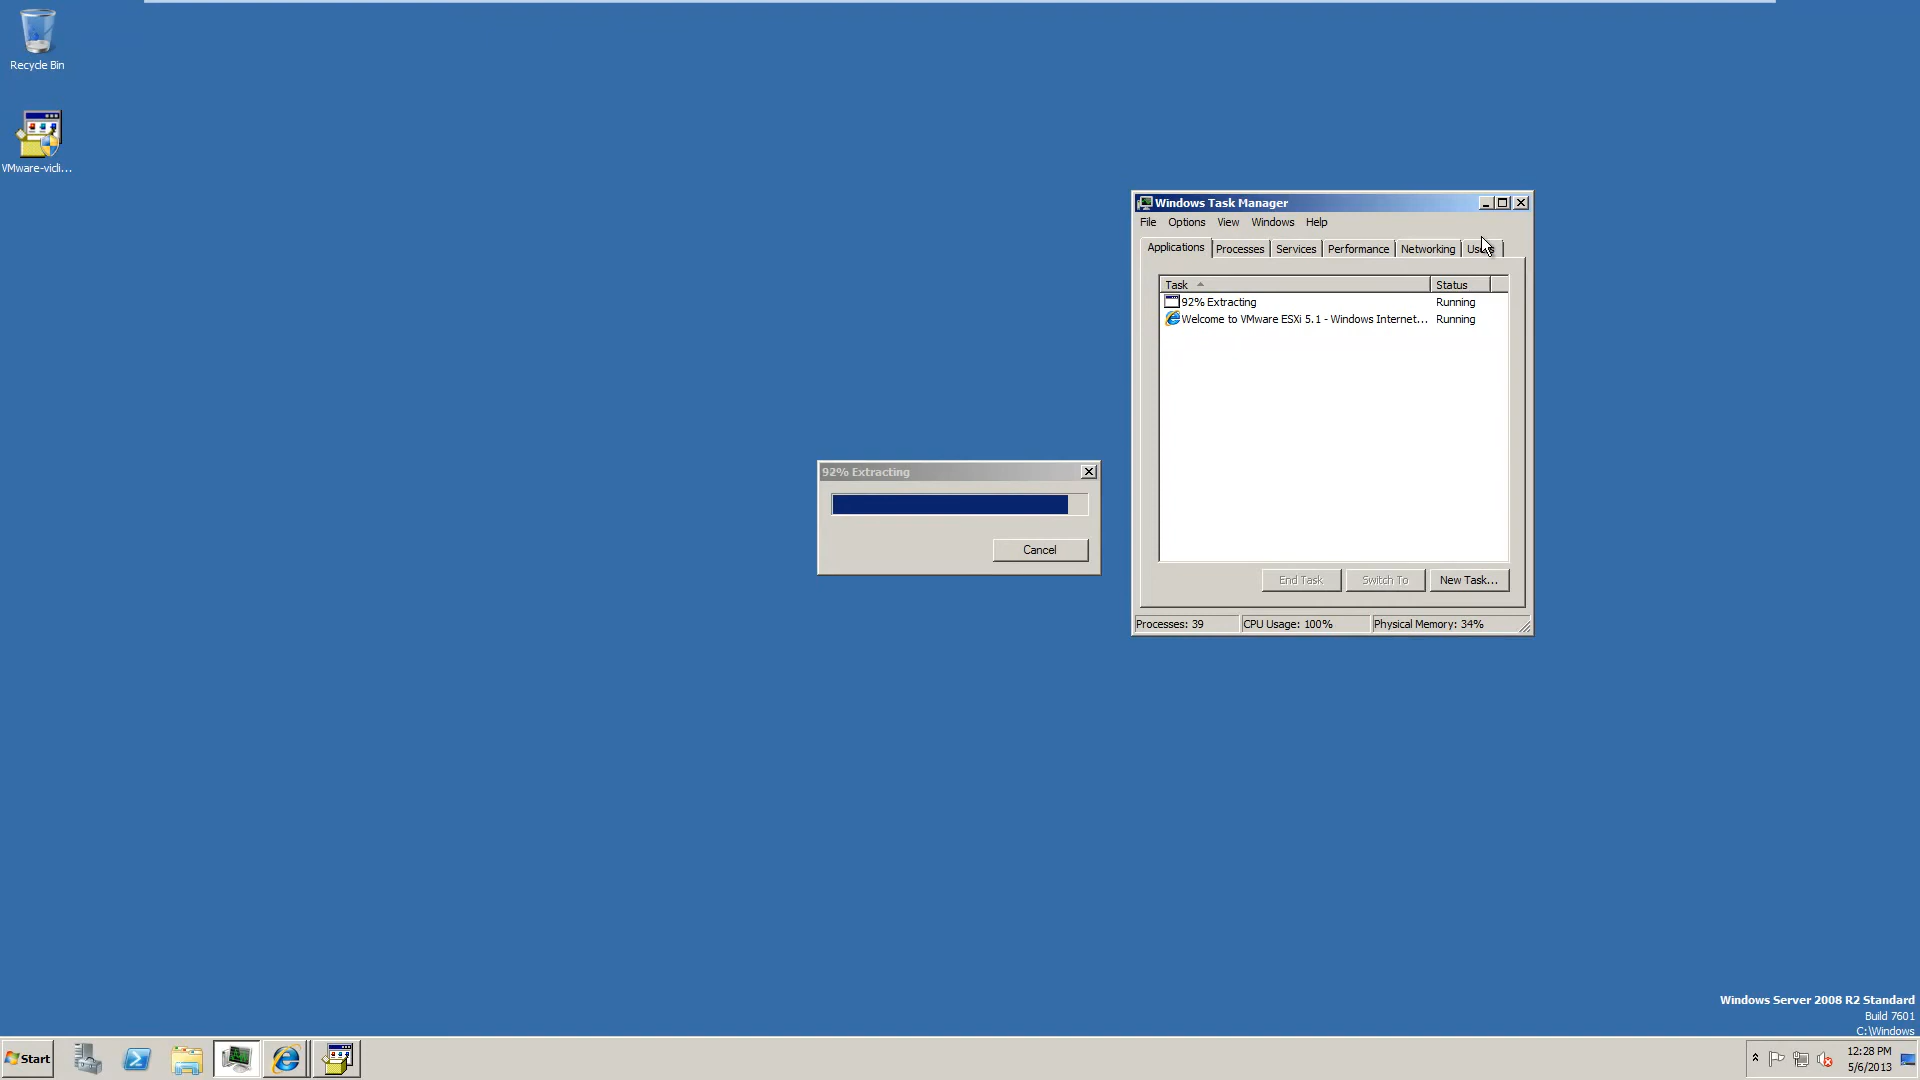 Recycle Bin
VMware-vicli...
Windows Task Manager
File Options View Windows Help
Applications Processes Services Performance Networking
Task Status
92% Extracting Running
Welcome to VMware ESXi 5.1 - Windows Internet... Running
92% Extracting
Cancel
End Task Switch To New Task...
Processes: 39 CPU Usage: 100% Physical Memory: 34%
Windows Server 2008 R2 Standard
Build 7601
C:\Windows
Start
12:28 PM
5/6/2013